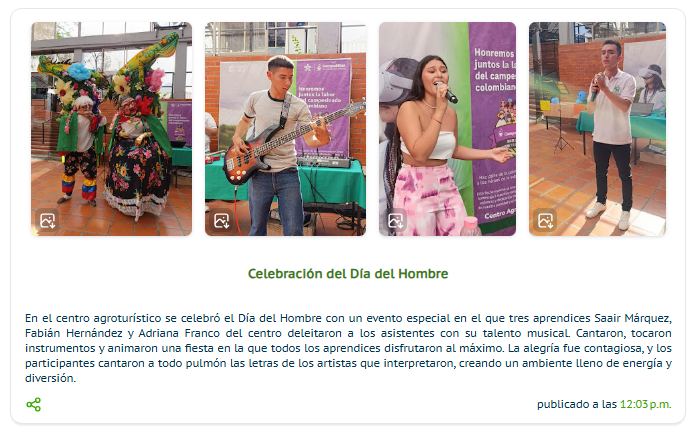 Honremos
juntos la labor
del campesinado
colombiano
Honremos
juntos la labor
del campes
colombiano
Centro Agro
Celebración del Día del Hombre
En el centro agroturístico se celebró el Día del Hombre con un evento especial en el que tres aprendices Saair Márquez,
Fabián Hernández y Adriana Franco del centro deleitaron a los asistentes con su talento musical. Cantaron, tocaron
instrumentos y animaron una fiesta en la que todos los aprendices disfrutaron al máximo. La alegría fue contagiosa, y los
participantes cantaron a todo pulmón las letras de los artistas que interpretaron, creando un ambiente lleno de energía y
diversión.
publicado a las 12:03 p.m.